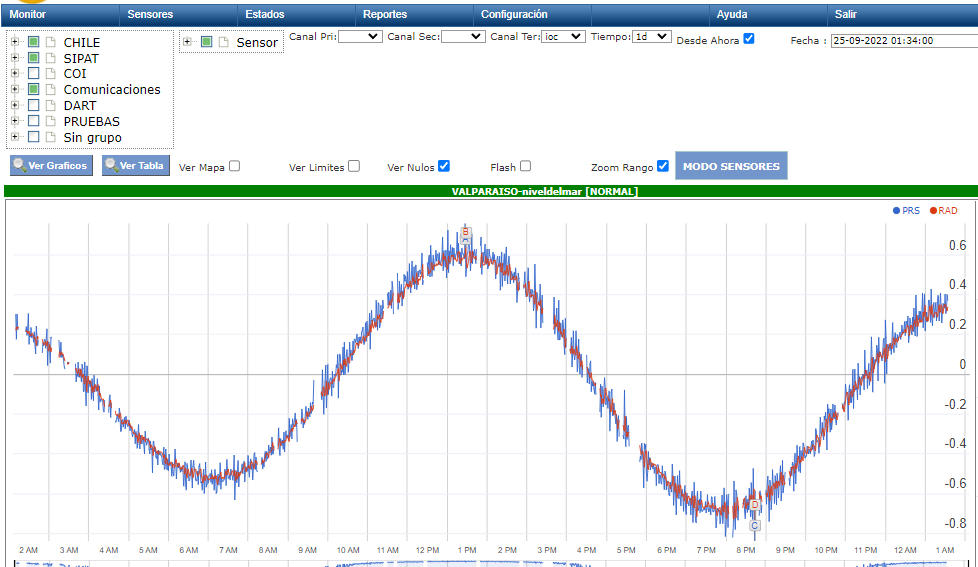 Monitor Sensores Estados Reportes Configuración Ayuda Salir
CHILE
SIPAT
COI
Comunicaciones
DART
PRUEBAS
Sin grupo
Sensor
Canal Pri: Canal Sec: Canal Ter: ioc Tiempo: 1d Desde Ahora Fecha : 25-09-2022 01:34:00
Ver Graficos Ver Tabla Ver Mapa Ver Limites Ver Nulos Flash Zoom Rango MODO SENSORES
VALPARAISO-niveldelmar [NORMAL]
PRS RAD
B
A
0.6
0.4
0.2
0
-0.2
-0.4
-0.6
-0.8
D
C
2 AM 3 AM 4 AM 5 AM 6 AM 7 AM 8 AM 9 AM 10 AM 11 AM 12 PM 1 PM 2 PM 3 PM 4 PM 5 PM 6 PM 7 PM 8 PM 9 PM 10 PM 11 PM 12 AM 1 AM